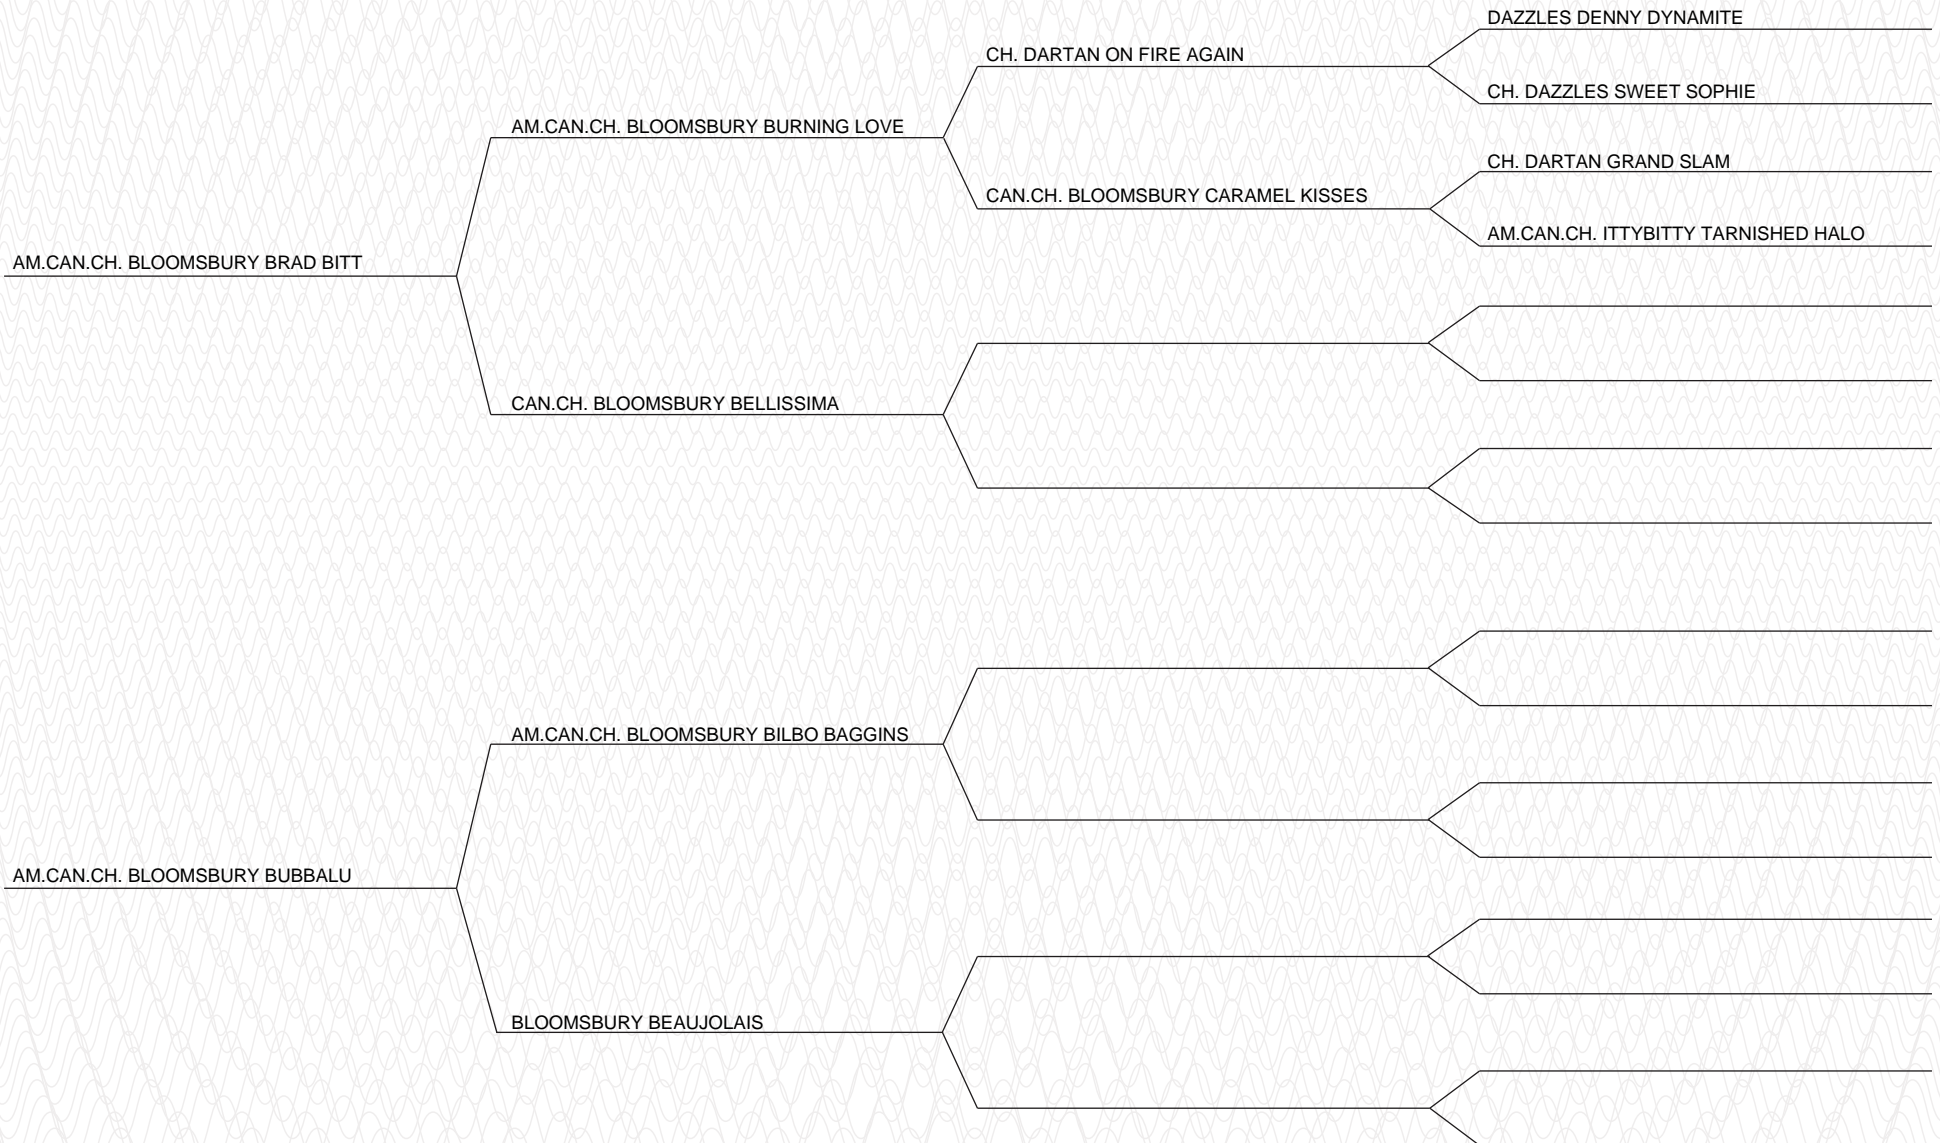 DAZZLES DENNY DYNAMITE
CH. DARTAN ON FIRE AGAIN
CH. DAZZLES SWEET SOPHIE
AM.CAN.CH. BLOOMSBURY BURNING LOVE
CH. DARTAN GRAND SLAM
CAN.CH. BLOOMSBURY CARAMEL KISSES
AM.CAN.CH. ITTYBITTY TARNISHED HALO
AM.CAN.CH. BLOOMSBURY BRAD BITT
CAN.CH. BLOOMSBURY BELLISSIMA
AM.CAN.CH. BLOOMSBURY BILBO BAGGINS
AM.CAN.CH. BLOOMSBURY BUBBALU
BLOOMSBURY BEAUJOLAIS